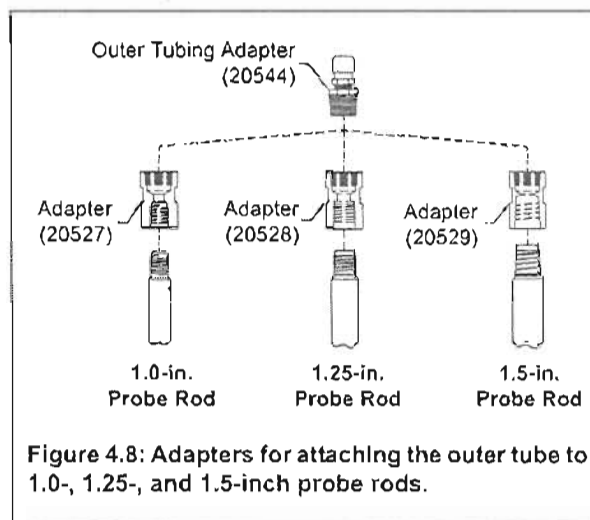 Outer Tubing Adapter
(20544)
Adapter
(20527)
Adapter
(20528)
Adapter
(20529)
1.0-in.
Probe Rod
1.25-in.
Probe Rod
1.5-in.
Probe Rod
Figure 4.8: Adapters for attaching the outer tube to
1.0-, 1.25-, and 1.5-inch probe rods.